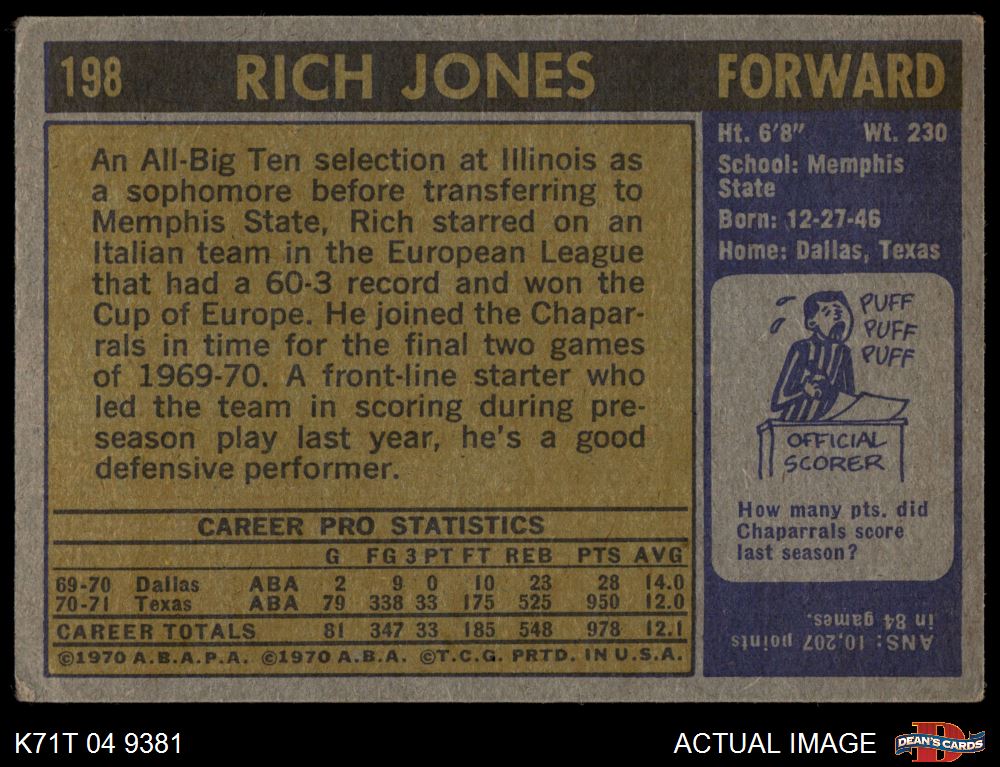 198 RICH JONES FORWARD
An All-Big Ten selection at Illinois as
a sophomore before transferring to
Memphis State, Rich starred on an
Italian team in the European League
that had a 60-3 record and won the
Cup of Europe. He joined the Chapar-
rals in time for the final two games
of 1969-70. A front-line starter who
led the team in scoring during pre-
season play last year, he's a good
defensive performer.
CAREER PRO STATISTICS
G FG 3 PT FT REB PTS AVG
69-70 Dallas ABA 2 9 0 10 23 28 14.0
70-71 Texas ABA 79 338 33 175 525 950 12.0
CAREER TOTALS 81 347 33 185 548 978 12.1
©1970 A.B.A.P.A. ©1970 A.B.A. ©T.C.G. PRTD. IN U.S.A.
Ht. 6'8" Wt. 230
School: Memphis
State
Born: 12-27-46
Home: Dallas, Texas
PUFF
PUFF
PUFF
OFFICIAL
SCORER
How many pts. did
Chaparrals score
last season?
ANS: 10,207 points
in 84 games.
K71T 04 9381
ACTUAL IMAGE
D
DEAN'S CARDS